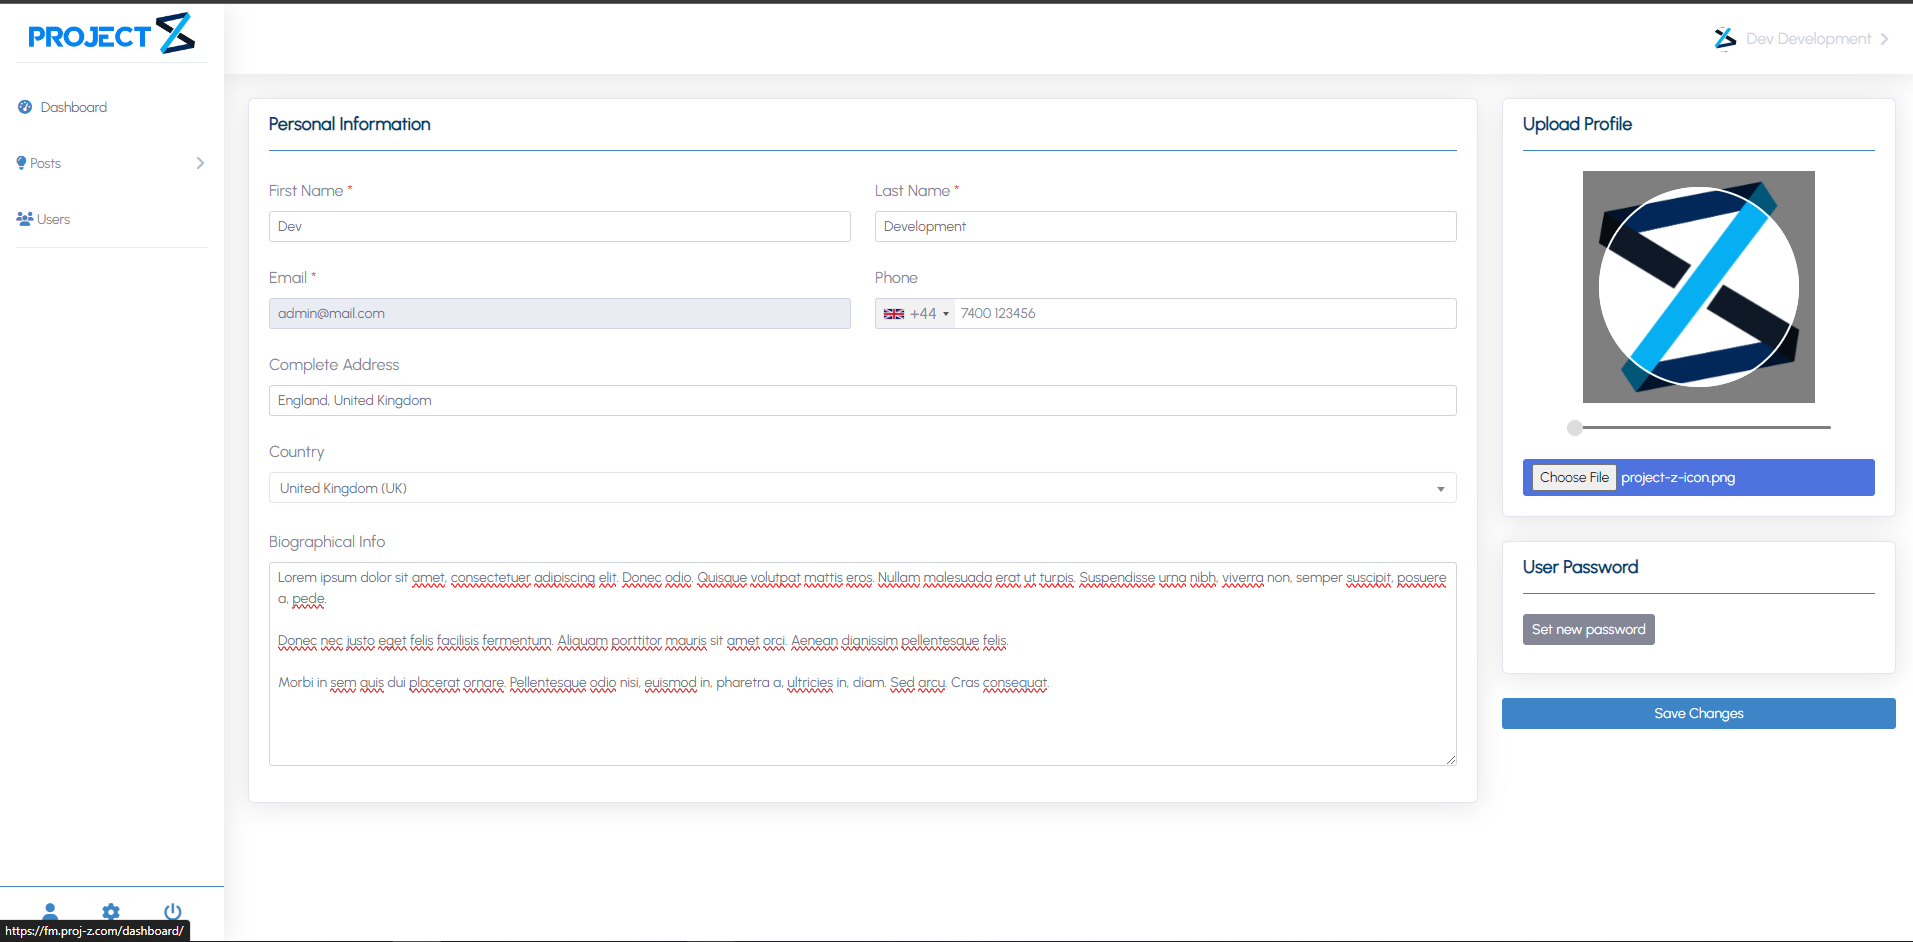 PROJECT
Dev Development
Dashboard
Posts
Users
Personal Information
First Name *
Last Name *
Dev
Development
Email *
Phone
admin@mail.com
+44
7400 123456
Complete Address
England, United Kingdom
Country
United Kingdom (UK)
Biographical Info
Lorem ipsum dolor sit amet, consectetuer adipiscing elit. Donec odio. Quisque volutpat mattis eros. Nullam malesuada erat ut turpis. Suspendisse urna nibh, viverra non, semper suscipit, posuere
a, pede.
Donec nec justo eget felis facilisis fermentum. Aliquam porttitor mauris sit amet orci. Aenean dignissim pellentesque felis.
Morbi in sem quis dui placerat ornare. Pellentesque odio nisi, euismod in, pharetra a, ultricies in, diam. Sed arcu. Cras consequat.
Upload Profile
Choose File project-z-icon.png
User Password
Set new password
Save Changes
https://fm.proj-z.com/dashboard/